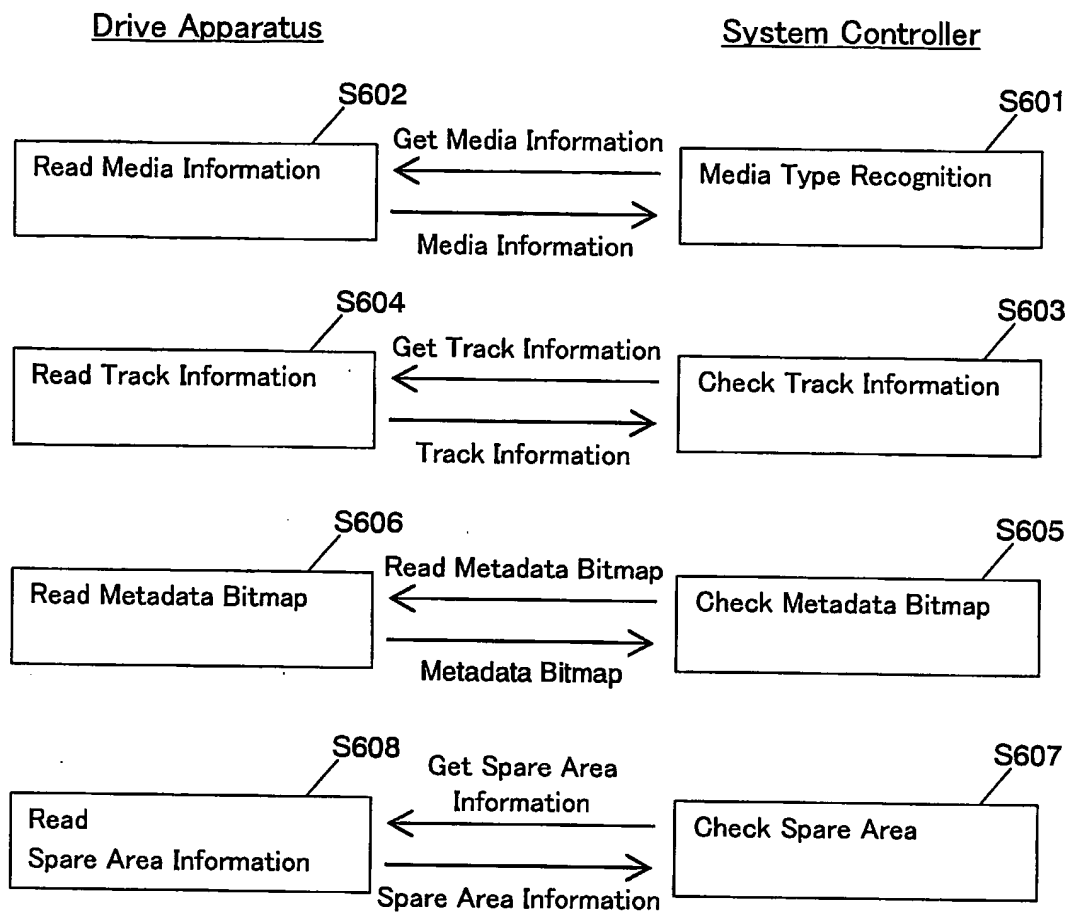 Drive Apparatus
System Controller
S602
S601
Read Media Information
Get Media Information
Media Type Recognition
Media Information
S604
S603
Read Track Information
Get Track Information
Check Track Information
Track Information
S606
S605
Read Metadata Bitmap
Read Metadata Bitmap
Check Metadata Bitmap
Metadata Bitmap
S608
S607
Get Spare Area
Information
Read
Spare Area Information
Check Spare Area
Spare Area Information